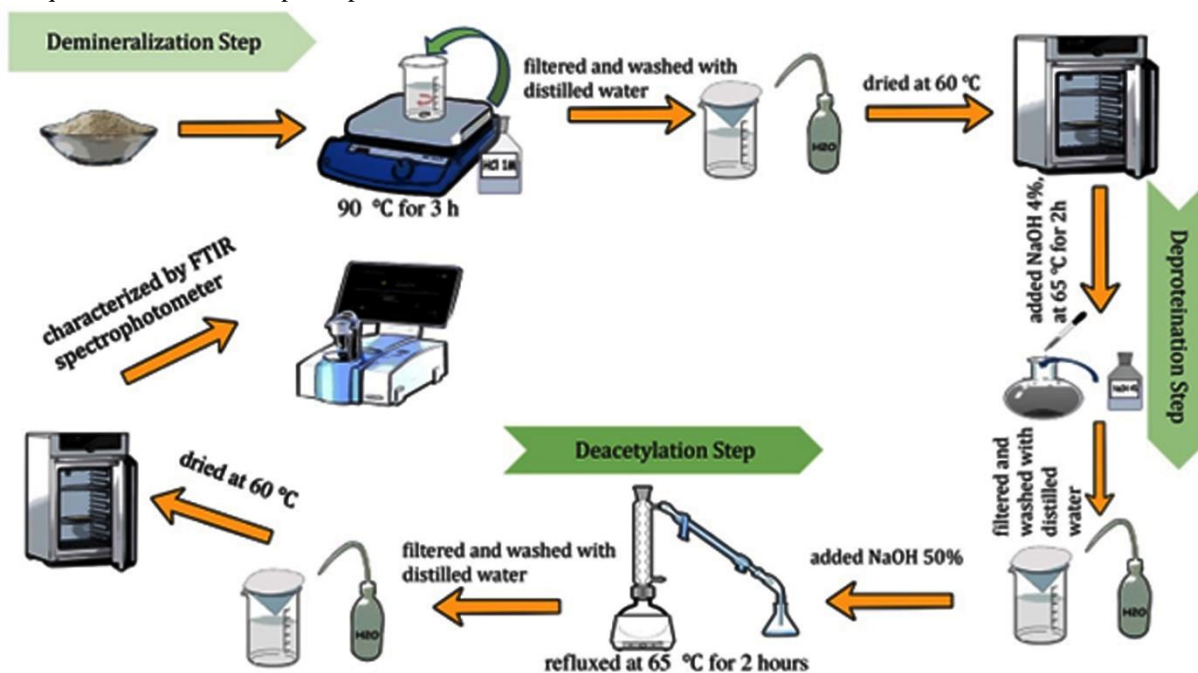 Demineralization Step
filtered and washed with
distilled water
dried at 60 °C
HCl 1M
H2O
90 °C for 3 h
added NaOH 4%,
at 65 °C for 2h
Deproteination Step
characterized by FTIR
spectrophotometer
filtered and
washed with
distilled
water
Deacetylation Step
dried at 60 °C
filtered and washed with
distilled water
added NaOH 50%
H2O
H2O
refluxed at 65 °C for 2 hours